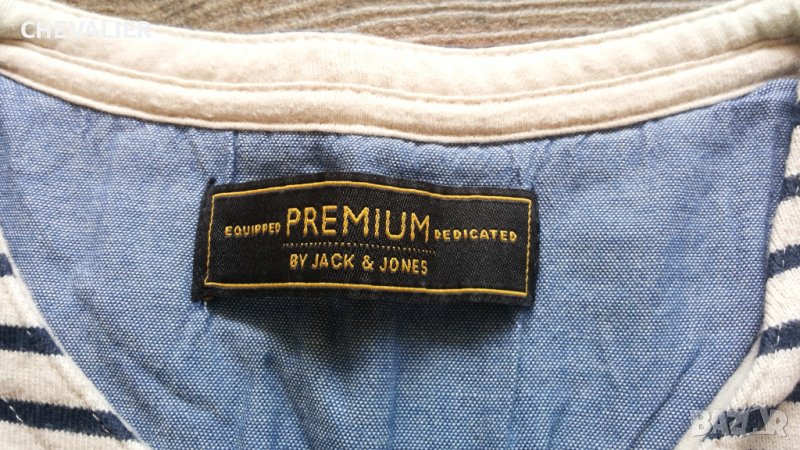 CHEVALIER
EQUIPPED PREMIUM DEDICATED
BY JACK & JONES
BAZAR